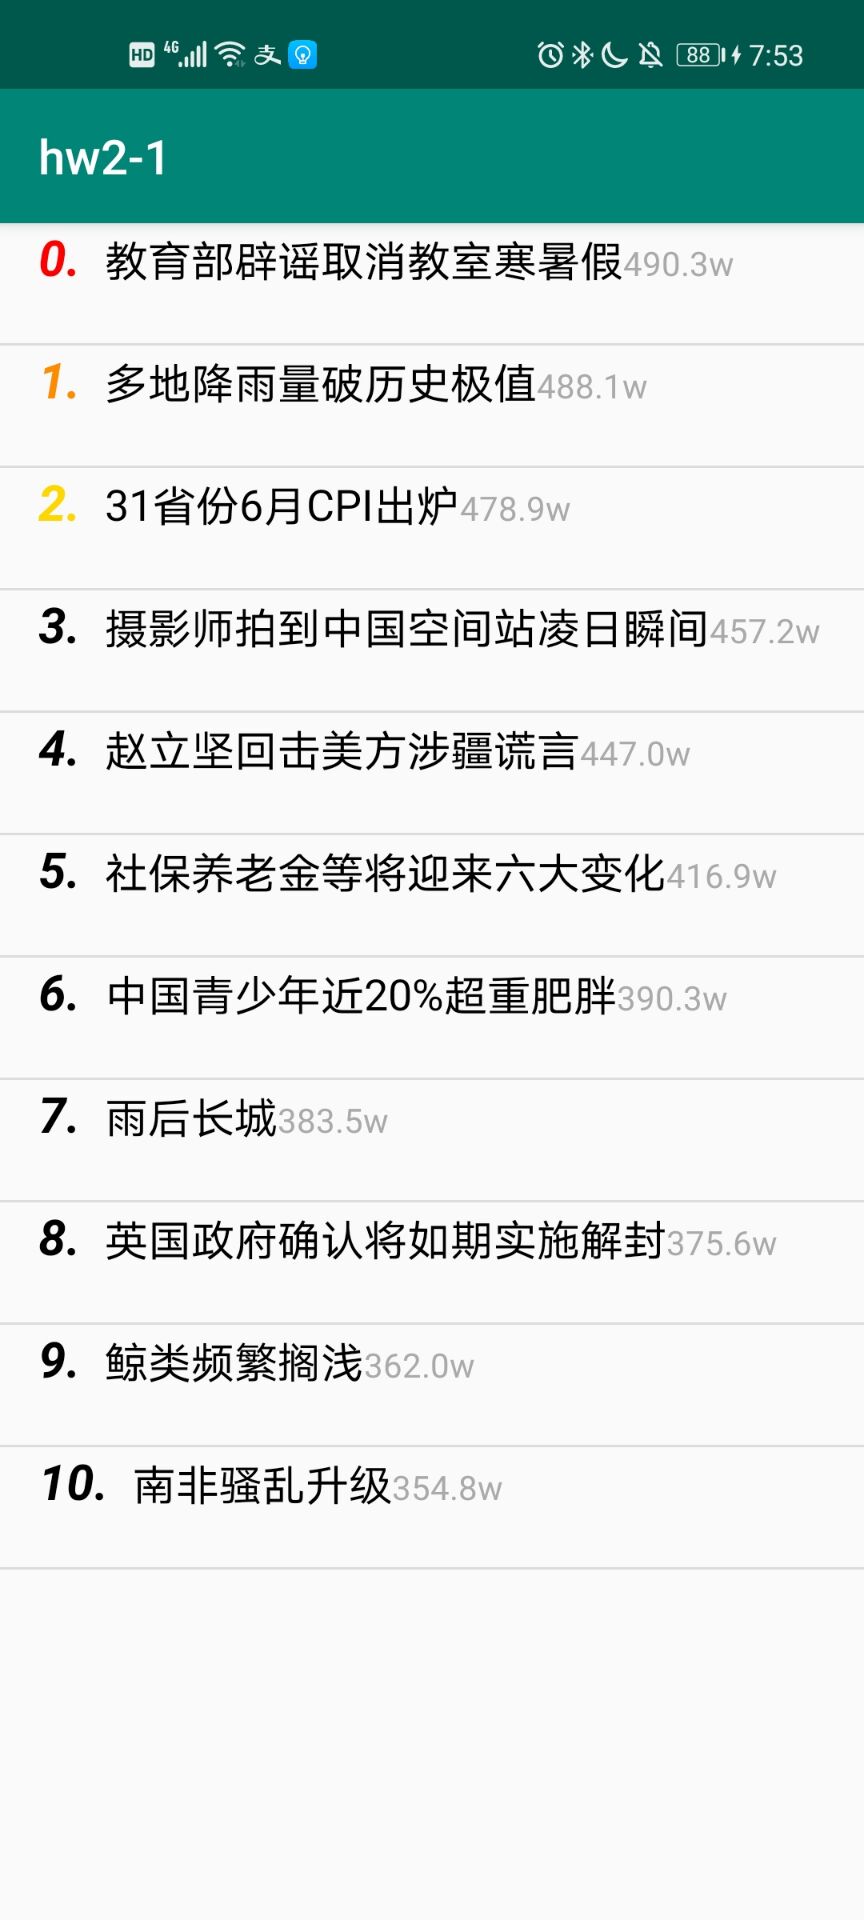 HD 4G 支 88 7:53
hw2-1
0. 教育部辟谣取消教室寒暑假490.3w
1. 多地降雨量破历史极值488.1w
2. 31省份6月CPI出炉478.9w
3. 摄影师拍到中国空间站凌日瞬间457.2w
4. 赵立坚回击美方涉疆谎言447.0w
5. 社保养老金等将迎来六大变化416.9w
6. 中国青少年近20%超重肥胖390.3w
7. 雨后长城383.5w
8. 英国政府确认将如期实施解封375.6w
9. 鲸类频繁搁浅362.0w
10. 南非骚乱升级354.8w